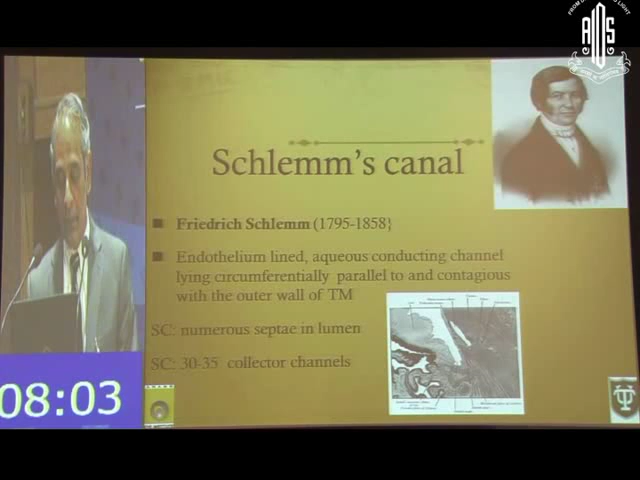 AIOS
Schlemm's canal
Friedrich Schlemm (1795-1858}
Endothelium lined, aqueous conducting channel
lying circumferentially parallel to and contagious
with the outer wall of TM
SC: numerous septae in lumen
SC: 30-35 collector channels
08:03